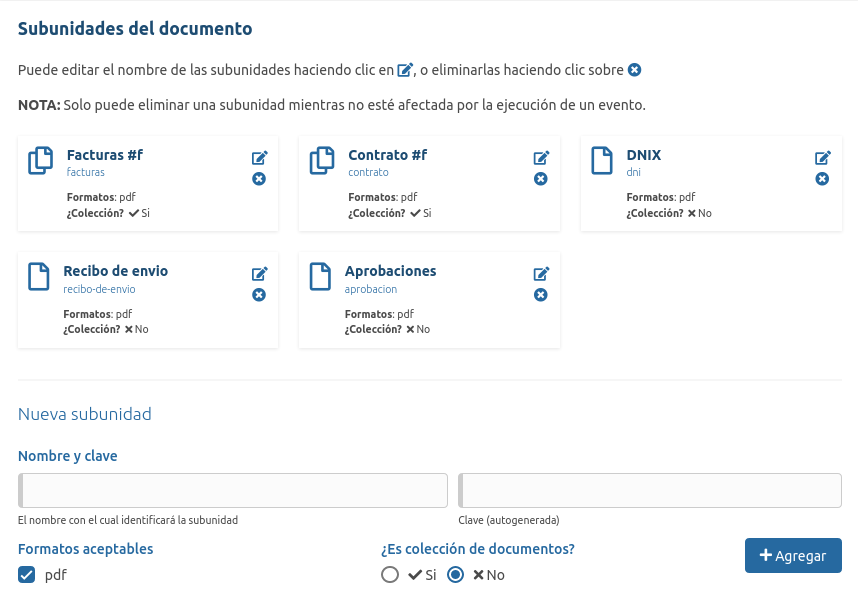 Subunidades del documento
Puede editar el nombre de las subunidades haciendo clic en , o eliminarlas haciendo clic sobre
NOTA: Solo puede eliminar una subunidad mientras no esté afectada por la ejecución de un evento.
Facturas #f
facturas
Formatos: pdf
¿Colección? Si
Contrato #f
contrato
Formatos: pdf
¿Colección? Si
DNIX
dni
Formatos: pdf
¿Colección? No
Recibo de envio
recibo-de-envio
Formatos: pdf
¿Colección? No
Aprobaciones
aprobacion
Formatos: pdf
¿Colección? No
Nueva subunidad
Nombre y clave
El nombre con el cual identificará la subunidad
Clave (autogenerada)
Formatos aceptables
pdf
¿Es colección de documentos?
Si No
Agregar